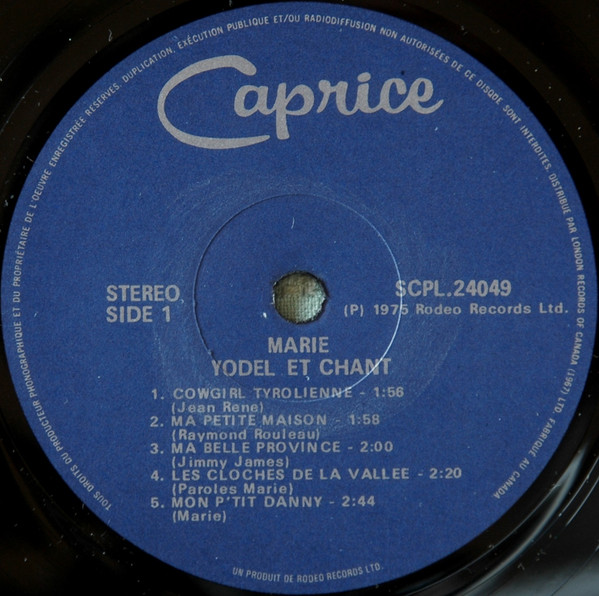 TOUS DROITS DU PRODUCTEUR PHONOGRAPHIQUE ET DU PROPRIÉTAIRE DE L'OEUVRE ENREGISTRÉE RÉSERVÉS. DUPLICATION, EXÉCUTION PUBLIQUE ET/OU RADIODIFFUSION NON AUTORISÉES DE CE DISQUE SONT INTERDITES. DISTRIBUÉ PAR LONDON RECORDS OF CANADA (1967) LTD. FABRIQUÉ AU CANADA
Caprice
STEREO
SIDE 1
SCPL.24049
(P) 1975 Rodeo Records Ltd.
MARIE
YODEL ET CHANT
1. COWGIRL TYROLIENNE - 1:56
(Jean Rene)
2. MA PETITE MAISON - 1:58
(Raymond Rouleau)
3. MA BELLE PROVINCE - 2:00
(Jimmy James)
4. LES CLOCHES DE LA VALLEE - 2:20
(Paroles Marie)
5. MON P'TIT DANNY - 2:44
(Marie)
UN PRODUIT DE RODEO RECORDS LTD.